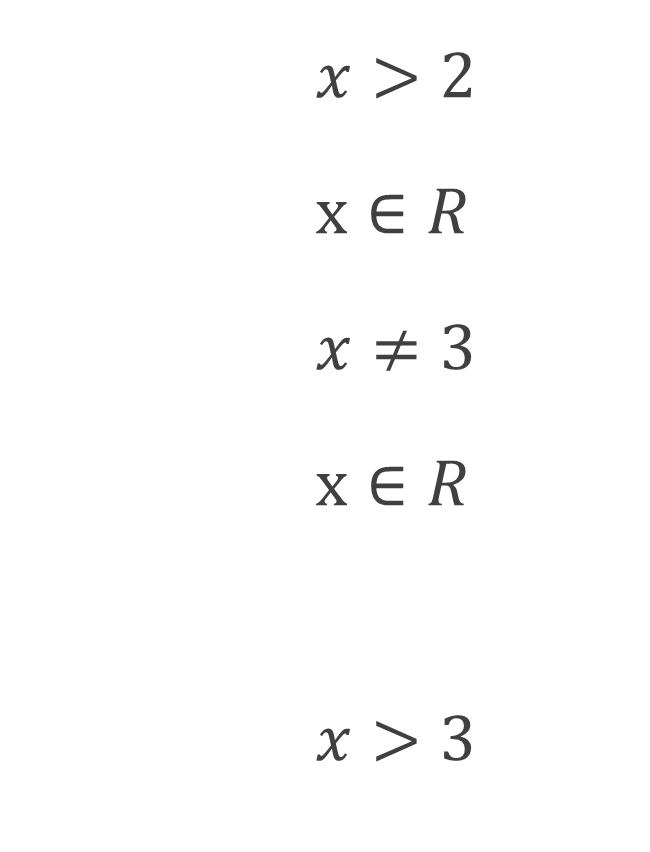 x > 2
x ∈ R
x ≠ 3
x ∈ R
x > 3